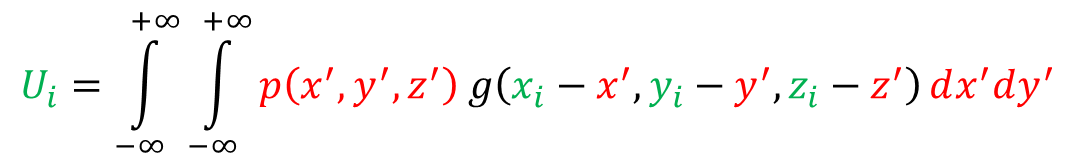 U_i = ∫_{-∞}^{+∞} ∫_{-∞}^{+∞} p(x′, y′, z′) g(x_i − x′, y_i − y′, z_i − z′) dx′dy′